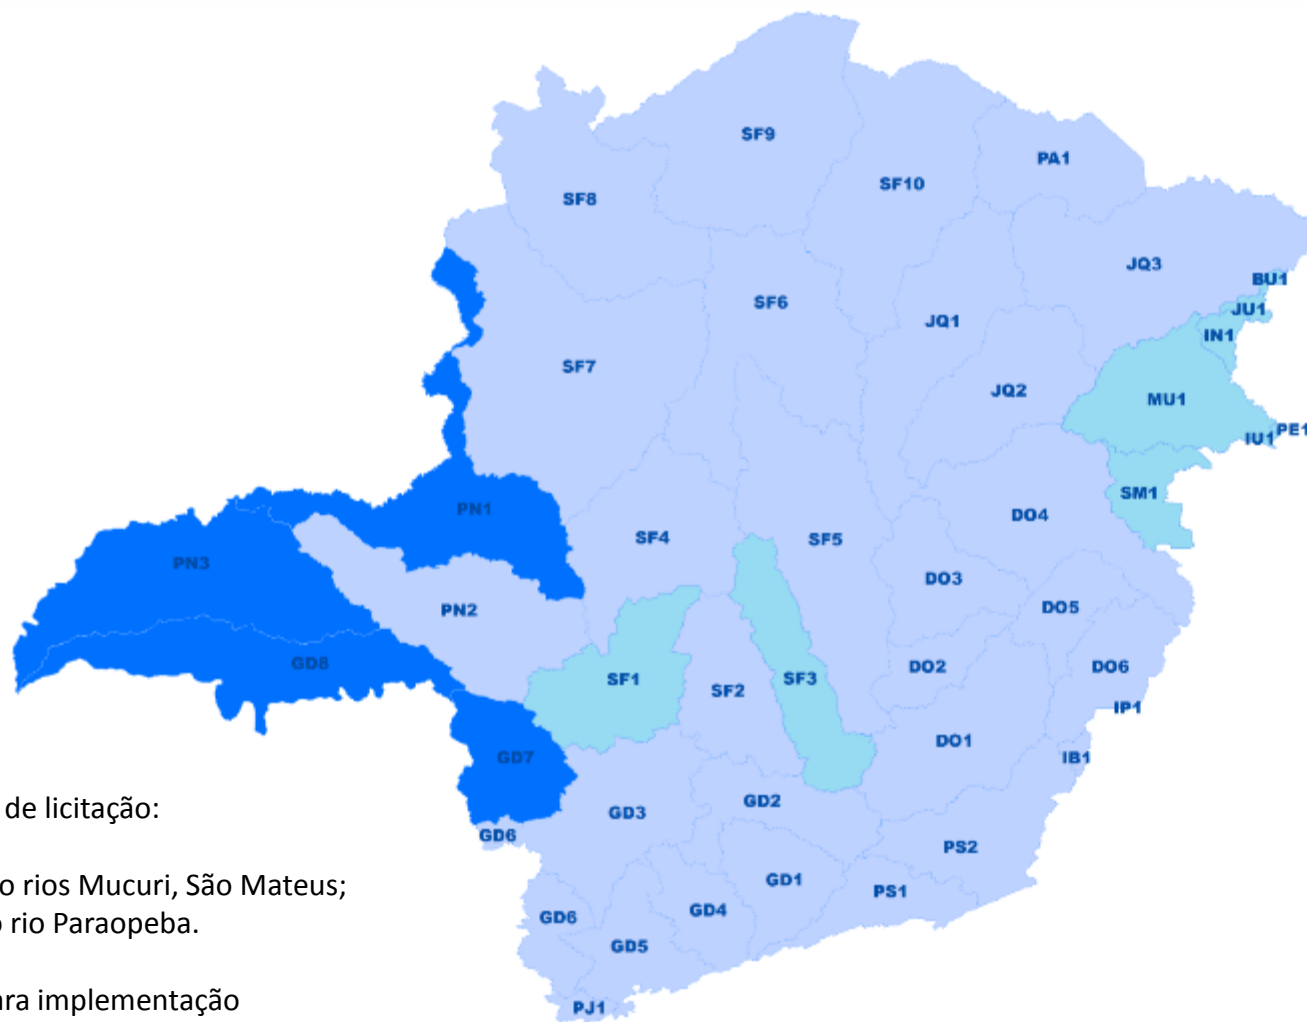 SF9
PA1
SF10
SF8
JQ3
BU1
SF6
JU1
JQ1
IN1
SF7
JQ2
MU1
PE1
IU1
SM1
PN1
DO4
SF4
SF5
PN3
DO3
DO5
PN2
GD8
DO2
DO6
SF1
SF3
SF2
IP1
DO1
GD7
IB1
de licitação:
GD2
GD3
GD6
PS2
o rios Mucuri, São Mateus;
GD1
PS1
GD4
GD6
o rio Paraopeba.
GD5
ara implementação
PJ1